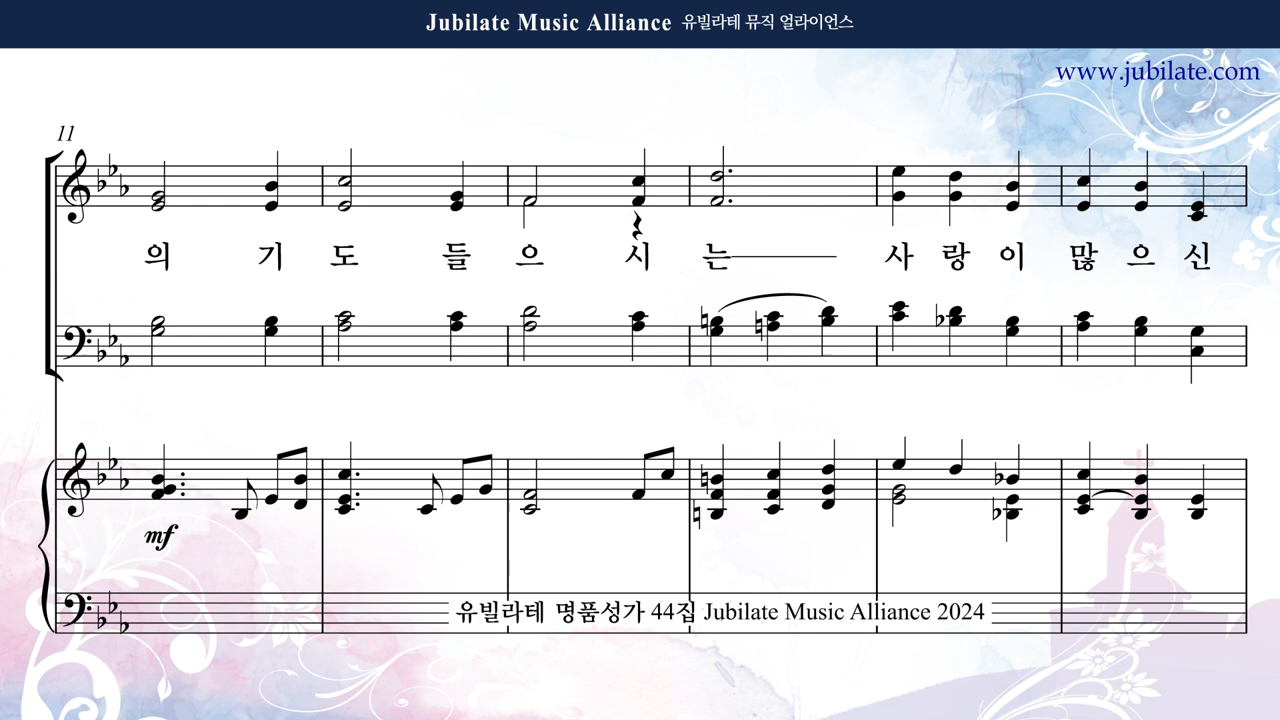 Jubilate Music Alliance 유빌라테 뮤직 얼라이언스
www.jubilate.com
11
의 기 도 들 으 시 는 사 랑 이 많 으 신
mf
유빌라테 명품성가 44집 Jubilate Music Alliance 2024